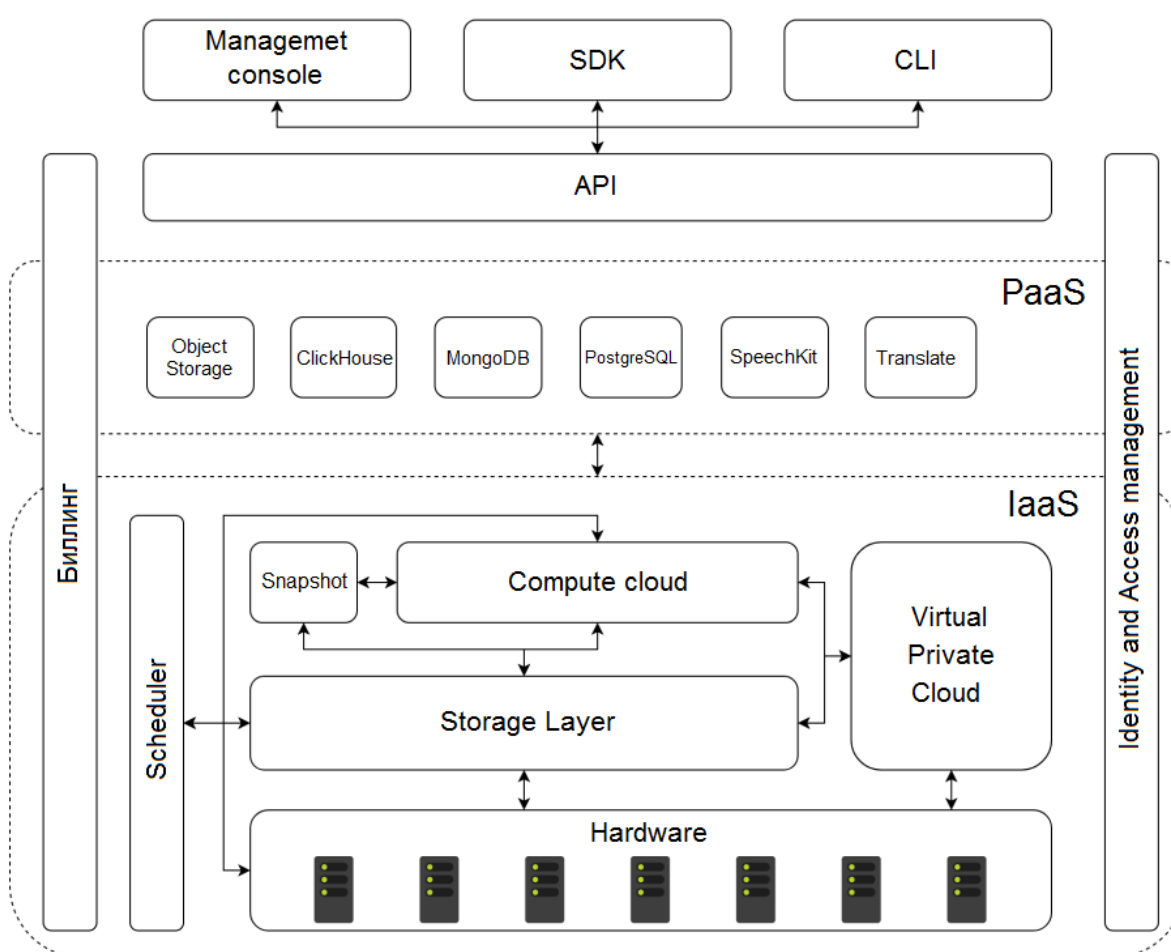 Managemet
console
SDK
CLI
API
PaaS
Object
Storage
ClickHouse
MongoDB
PostgreSQL
SpeechKit
Translate
Биллинг
Identity and Access management
IaaS
Scheduler
Snapshot
Compute cloud
Virtual
Private
Cloud
Storage Layer
Hardware